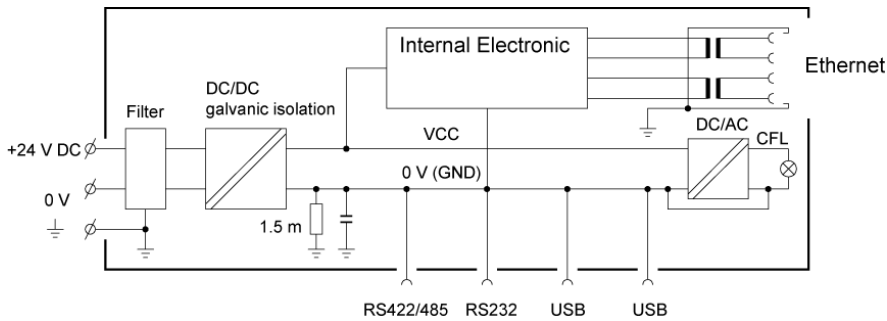 Internal Electronic
Ethernet
DC/DC
galvanic isolation
Filter
DC/AC
CFL
+24 V DC
VCC
0 V
0 V (GND)
1.5 m
RS422/485
RS232
USB
USB